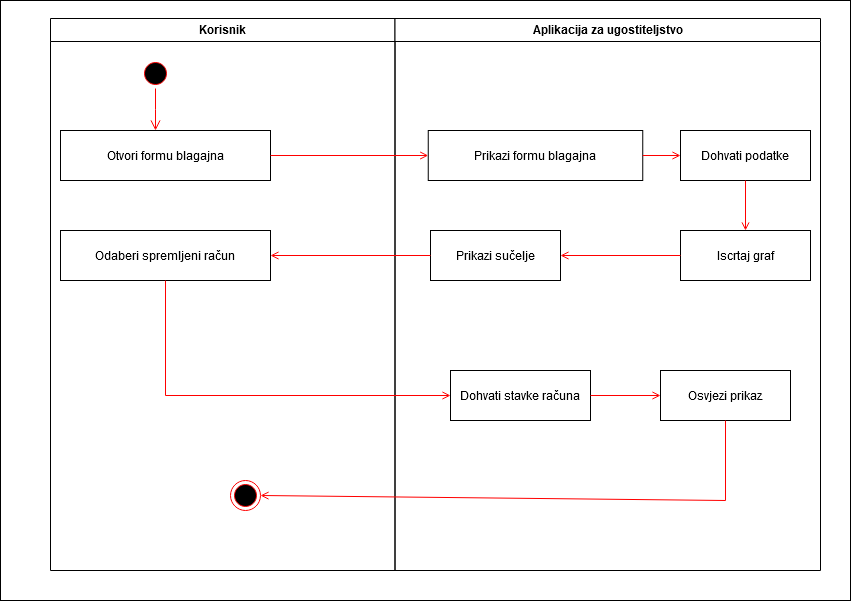 Korisnik
Aplikacija za ugostiteljstvo
Otvori formu blagajna
Prikazi formu blagajna
Dohvati podatke
Odaberi spremljeni račun
Prikazi sučelje
Iscrtaj graf
Dohvati stavke računa
Osvjezi prikaz